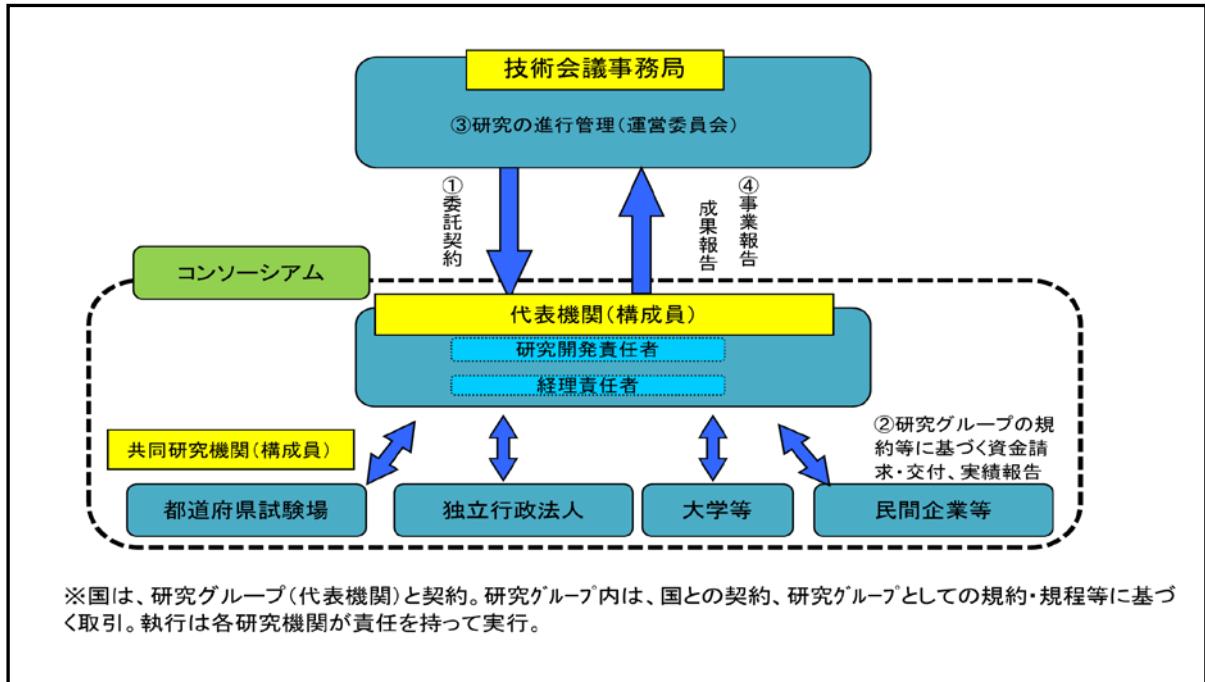 技術会議事務局
③研究の進行管理(運営委員会)
①委託契約
④事業報告
成果報告
コンソーシアム
代表機関(構成員)
研究開発責任者
経理責任者
共同研究機関(構成員)
②研究グループの規
約等に基づく資金請
求・交付、実績報告
都道府県試験場
独立行政法人
大学等
民間企業等
※国は、研究グループ(代表機関)と契約。研究ｸﾞﾙｰﾌﾟ内は、国との契約、研究ｸﾞﾙｰﾌﾟとしての規約・規程等に基づ
く取引。執行は各研究機関が責任を持って実行。